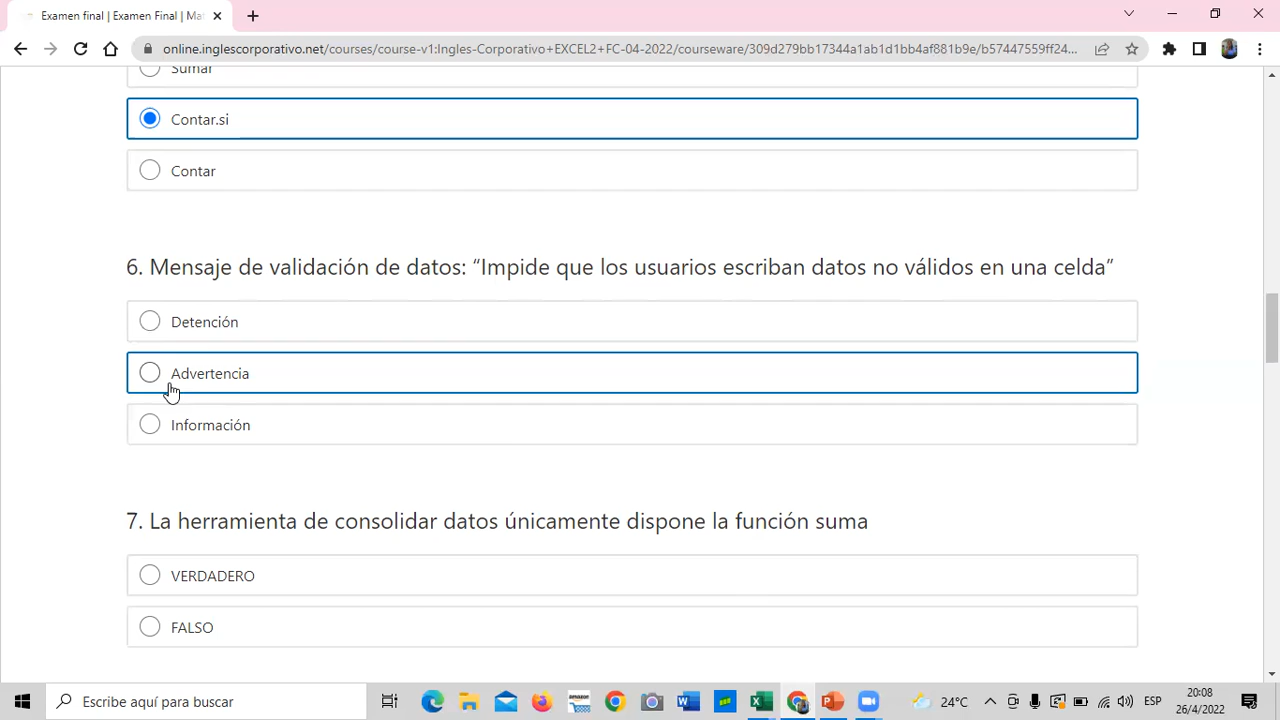 Examen final | Examen Final | Ma
online.inglescorporativo.net/courses/course-v1:Ingles-Corporativo+EXCEL2+FC-04-2022/courseware/309d279bb17344a1ab1d1bb4af881b9e/b57447559ff24...
Sumar
Contar.si
Contar
6. Mensaje de validación de datos: “Impide que los usuarios escriban datos no válidos en una celda”
Detención
Advertencia
Información
7. La herramienta de consolidar datos únicamente dispone la función suma
VERDADERO
FALSO
Escribe aquí para buscar
24°C
ESP
20:08
26/4/2022